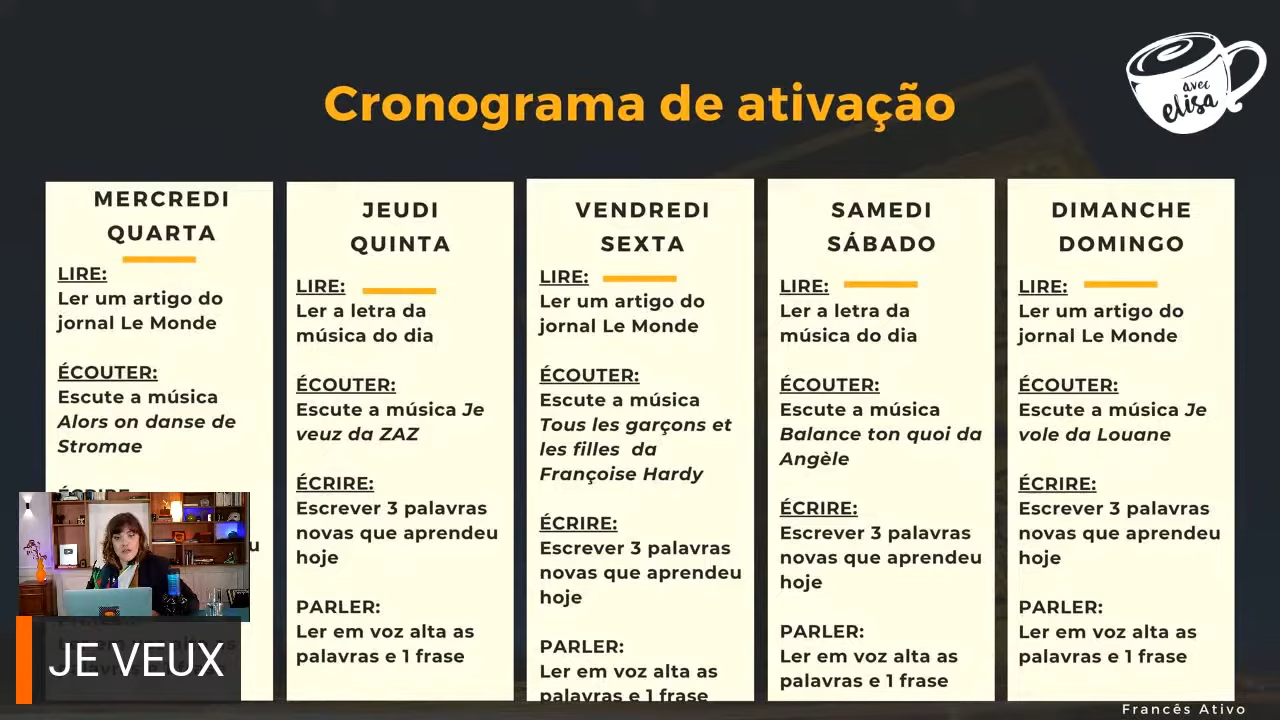 Cronograma de ativação
avec
elisa
MERCREDI
QUARTA
LIRE:
Ler um artigo do
jornal Le Monde
ÉCOUTER:
Escute a música
Alors on danse de
Stromae
ÉCRIRE
JEUDI
QUINTA
LIRE:
Ler a letra da
música do dia
ÉCOUTER:
Escute a música Je
veuz da ZAZ
ÉCRIRE:
Escrever 3 palavras
novas que aprendeu
hoje
PARLER:
Ler em voz alta as
palavras e 1 frase
VENDREDI
SEXTA
LIRE:
Ler um artigo do
jornal Le Monde
ÉCOUTER:
Escute a música
Tous les garçons et
les filles da
Françoise Hardy
ÉCRIRE:
Escrever 3 palavras
novas que aprendeu
hoje
PARLER:
Ler em voz alta as
palavras e 1 frase
SAMEDI
SÁBADO
LIRE:
Ler a letra da
música do dia
ÉCOUTER:
Escute a música
Balance ton quoi da
Angèle
ÉCRIRE:
Escrever 3 palavras
novas que aprendeu
hoje
PARLER:
Ler em voz alta as
palavras e 1 frase
DIMANCHE
DOMINGO
LIRE:
Ler um artigo do
jornal Le Monde
ÉCOUTER:
Escute a música Je
vole da Louane
ÉCRIRE:
Escrever 3 palavras
novas que aprendeu
hoje
PARLER:
Ler em voz alta as
palavras e 1 frase
JE VEUX
Francês Ativo